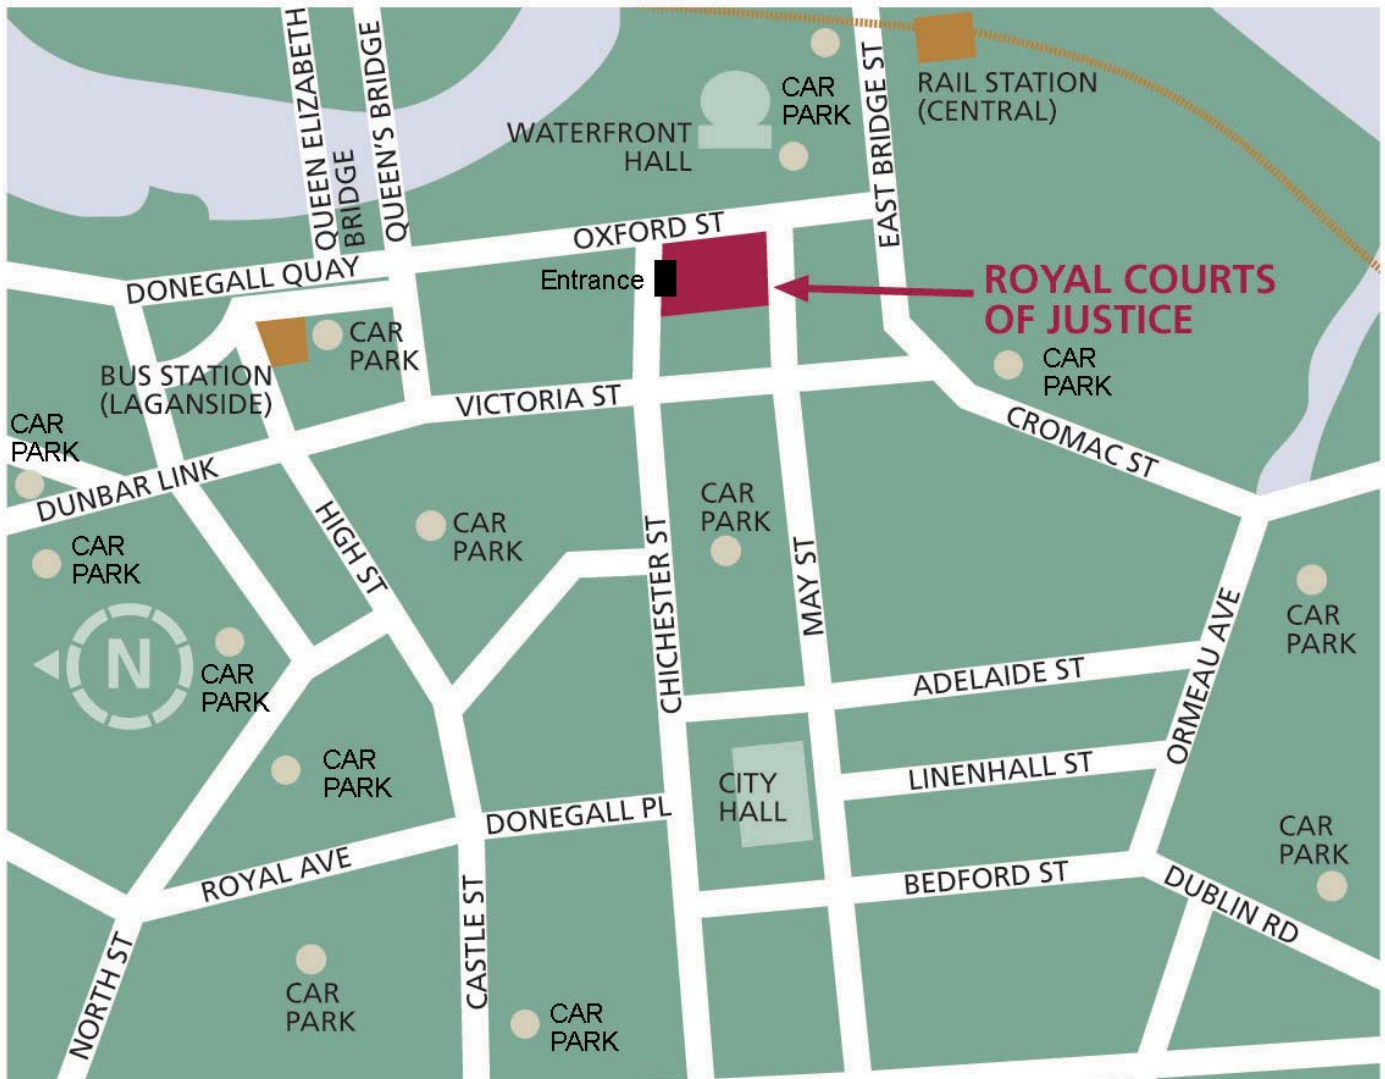 QUEEN ELIZABETH
BRIDGE
QUEEN'S BRIDGE
EAST BRIDGE ST
RAIL STATION
(CENTRAL)
CAR
PARK
WATERFRONT
HALL
OXFORD ST
DONEGALL QUAY
Entrance
ROYAL COURTS
OF JUSTICE
CAR
PARK
CAR
PARK
BUS STATION
(LAGANSIDE)
VICTORIA ST
CAR
PARK
CROMAC ST
DUNBAR LINK
CAR
PARK
CAR
PARK
HIGH ST
CAR
PARK
CHICHESTER ST
MAY ST
N
CAR
PARK
ORMEAU AVE
CAR
PARK
ADELAIDE ST
CAR
PARK
LINENHALL ST
CITY
HALL
DONEGALL PL
CAR
PARK
ROYAL AVE
BEDFORD ST
DUBLIN RD
CASTLE ST
NORTH ST
CAR
PARK
CAR
PARK